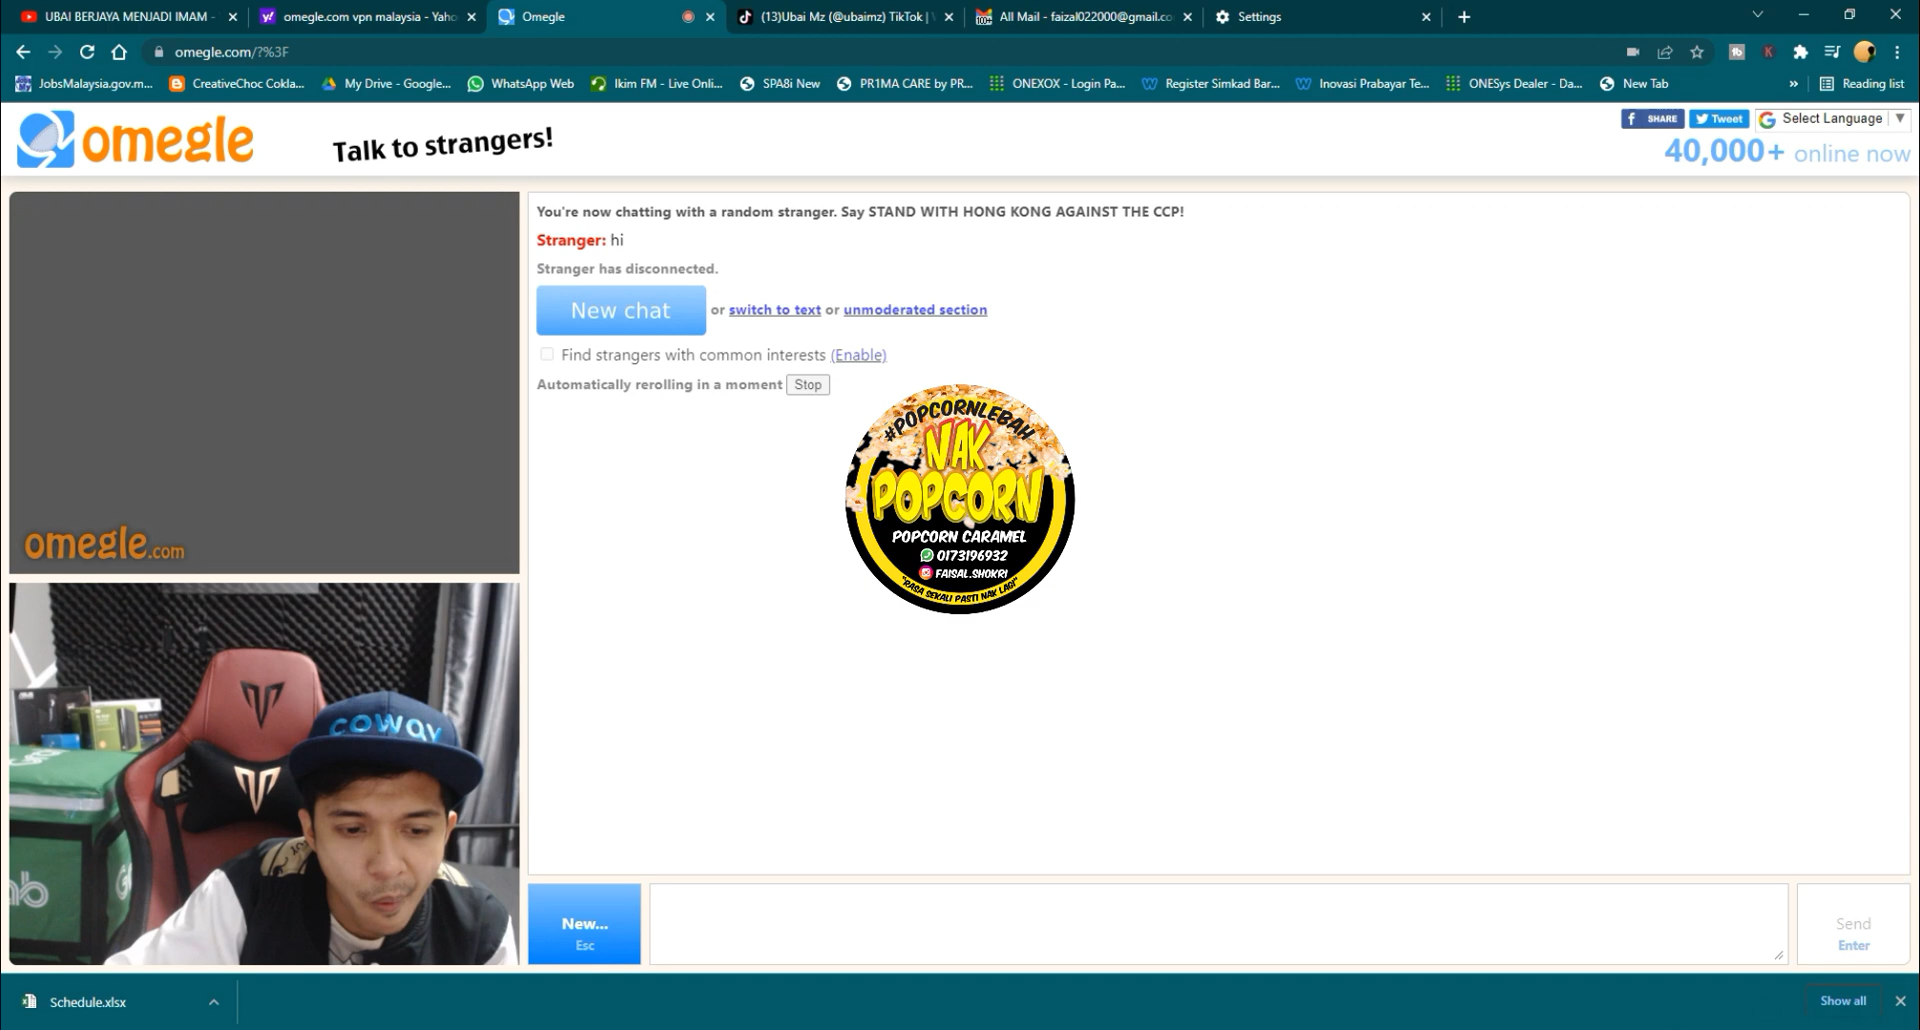 UBAI BERJAYA MENJADI IMAM -
omegle.com vpn malaysia - Yaho
Omegle
(13)Ubai Mz (@ubaimz) TikTok |
100+
All Mail - faizal022000@gmail.co
Settings
omegle.com/?%3F
JobsMalaysia.gov.m...
CreativeChoc Cokla...
My Drive - Google...
WhatsApp Web
Ikim FM - Live Onli...
SPA8i New
PR1MA CARE by PR...
ONEXOX - Login Pa...
Register Simkad Bar...
Inovasi Prabayar Te...
ONESys Dealer - Da...
New Tab
»
Reading list
omegle
Talk to strangers!
SHARE
Tweet
Select Language
40,000+ online now
You're now chatting with a random stranger. Say STAND WITH HONG KONG AGAINST THE CCP!
Stranger: hi
Stranger has disconnected.
New chat or switch to text or unmoderated section
Find strangers with common interests (Enable)
Automatically rerolling in a moment Stop
#POPCORNLEBAH
NAK
POPCORN
POPCORN CARAMEL
0173196932
FAISAL.SHOKRI
"RASA SEKALI PASTI NAK LAGI"
omegle.com
coway
New...
Esc
Send
Enter
Schedule.xlsx
Show all